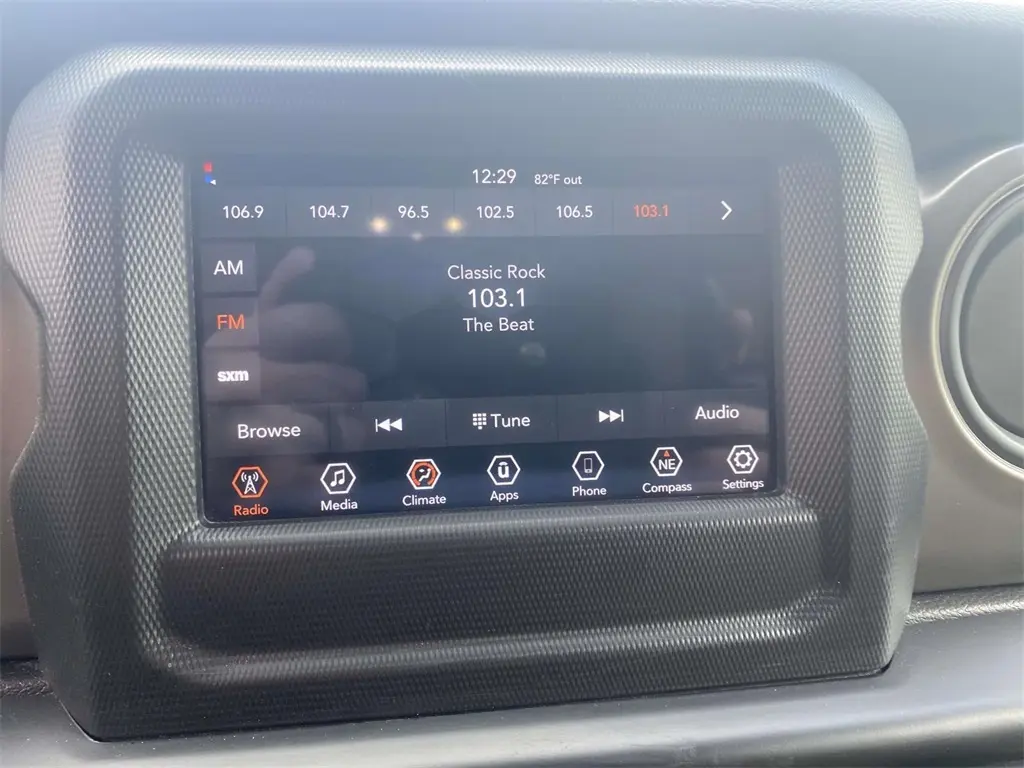 12:29 82°F out
106.9 104.7 96.5 102.5 106.5 103.1
AM
Classic Rock
103.1
FM
The Beat
sxm
Browse Tune Audio
Radio Media Climate Apps Phone Compass Settings
ū NE